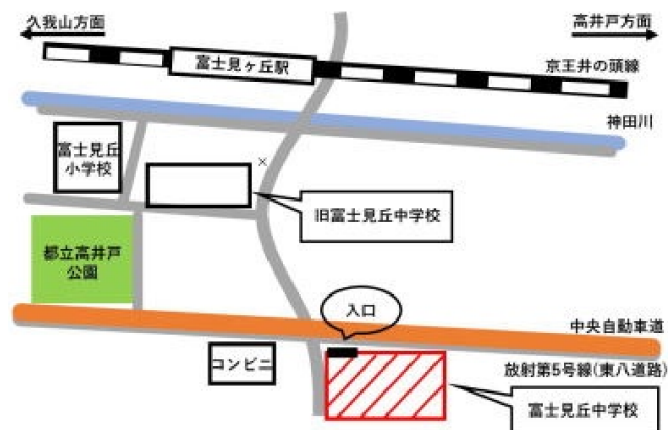 久我山方面
高井戸方面
富士見ヶ丘駅
京王井の頭線
神田川
富士見丘
小学校
×
旧富士見丘中学校
都立高井戸
公園
入口
中央自動車道
コンビニ
放射第5号線(東八道路)
富士見丘中学校